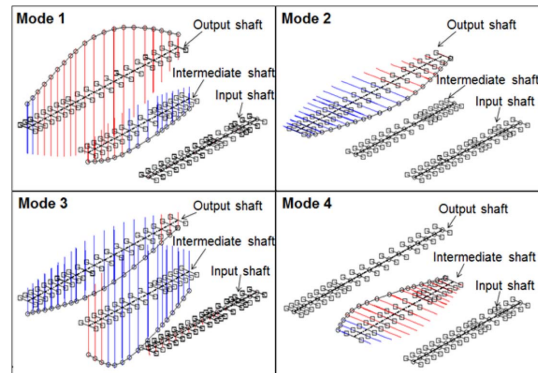 Mode 1
Output shaft
Intermediate shaft
Input shaft
Mode 2
Output shaft
Intermediate shaft
Input shaft
Mode 3
Output shaft
Intermediate shaft
Input shaft
Mode 4
Output shaft
Intermediate shaft
Input shaft